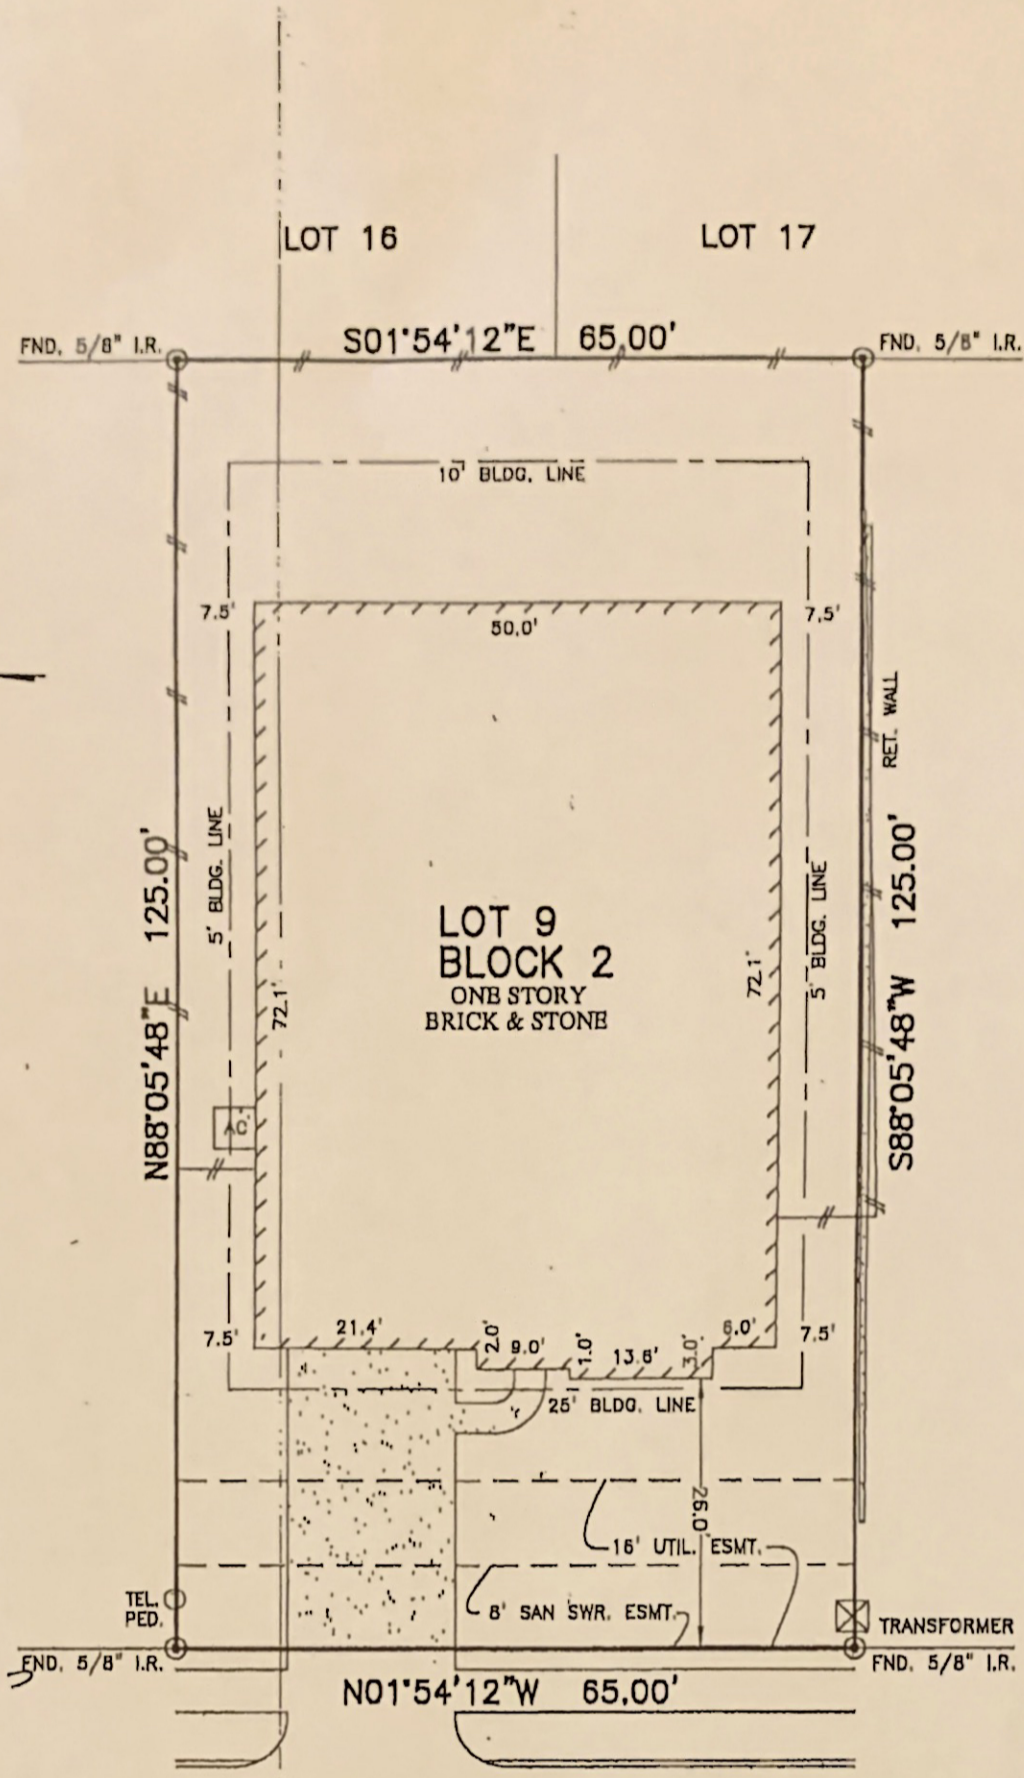 LOT 16
LOT 17
S01°54'12"E 65.00'
FND. 5/8" I.R.
FND. 5/8" I.R.
10' BLDG. LINE
7.5'
7.5'
50.0'
RET. WALL
5' BLDG. LINE
N88°05'48"E 125.00'
S88°05'48"W 125.00'
5' BLDG. LINE
LOT 9
BLOCK 2
ONE STORY
BRICK & STONE
72.1'
72.1'
A.C.
21.4'
2.0'
9.0'
1.0'
13.6'
3.0'
6.0'
7.5'
7.5'
25' BLDG. LINE
26.0'
16' UTIL. ESMT.
8' SAN SWR. ESMT.
TEL.
PED.
TRANSFORMER
FND. 5/8" I.R.
FND. 5/8" I.R.
N01°54'12"W 65.00'